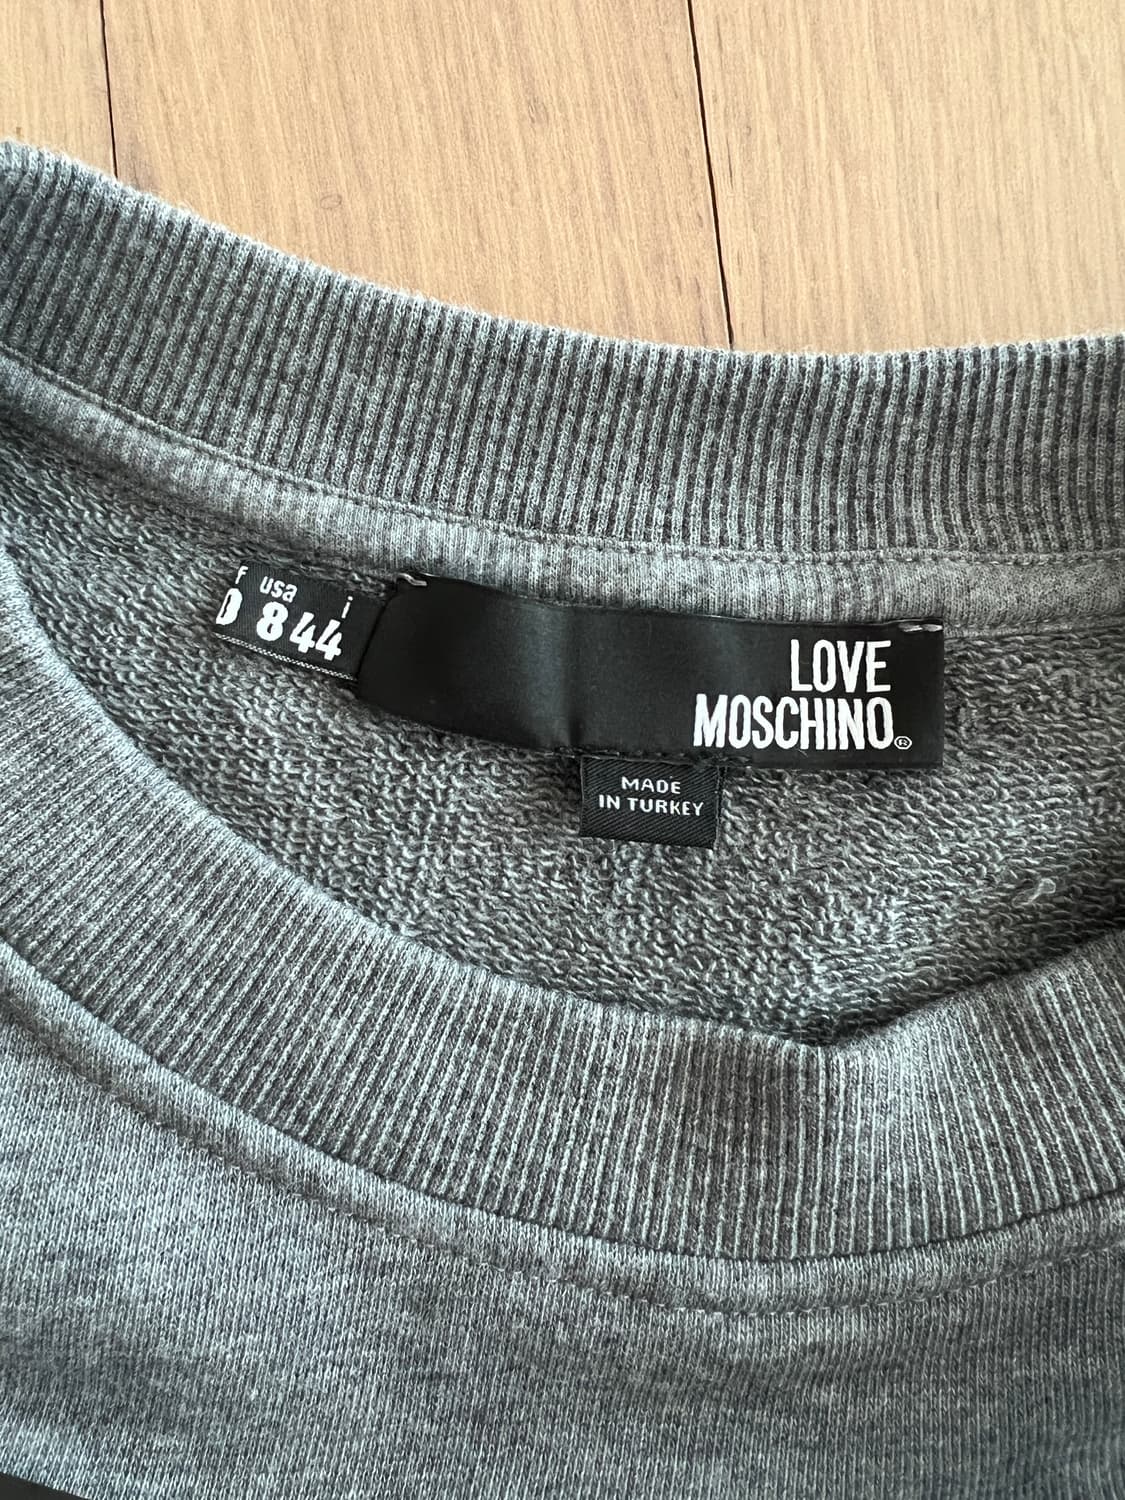 F usa i
0 8 44
LOVE
MOSCHINO®
MADE
IN TURKEY